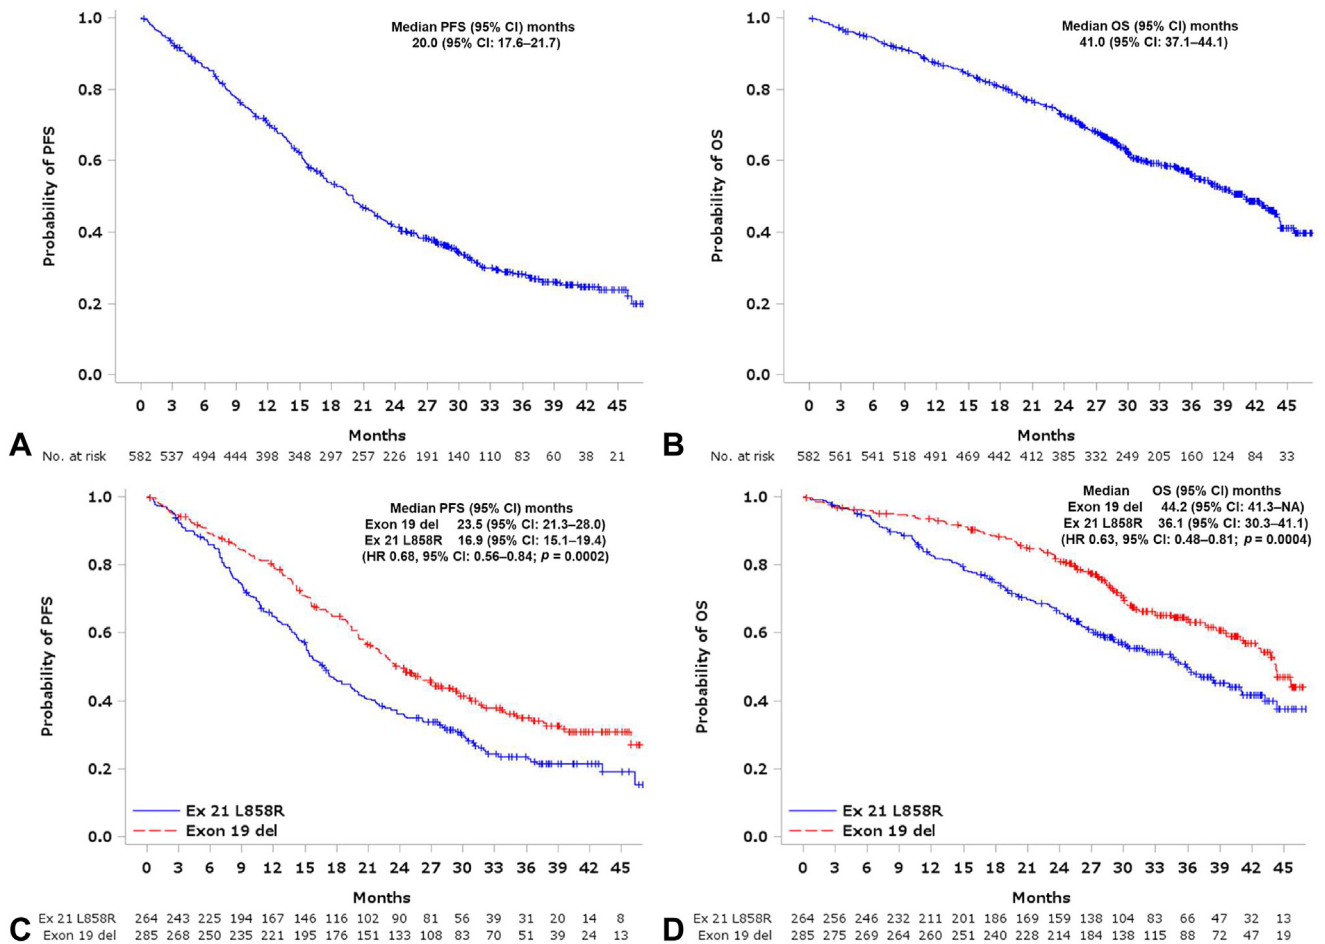 Median PFS (95% CI) months
20.0 (95% CI: 17.6–21.7)
Probability of PFS
1.0
0.8
0.6
0.4
0.2
0.0
0 3 6 9 12 15 18 21 24 27 30 33 36 39 42 45
Months
A
No. at risk 582 537 494 444 398 348 297 257 226 191 140 110 83 60 38 21
Median OS (95% CI) months
41.0 (95% CI: 37.1–44.1)
Probability of OS
1.0
0.8
0.6
0.4
0.2
0.0
0 3 6 9 12 15 18 21 24 27 30 33 36 39 42 45
Months
B
No. at risk 582 561 541 518 491 469 442 412 385 332 249 205 160 124 84 33
Median PFS (95% CI) months
Exon 19 del 23.5 (95% CI: 21.3–28.0)
Ex 21 L858R 16.9 (95% CI: 15.1–19.4)
(HR 0.68, 95% CI: 0.56–0.84; p = 0.0002)
Probability of PFS
1.0
0.8
0.6
0.4
0.2
0.0
Ex 21 L858R
Exon 19 del
0 3 6 9 12 15 18 21 24 27 30 33 36 39 42 45
Months
C
Ex 21 L858R 264 243 225 194 167 146 116 102 90 81 56 39 31 20 14 8
Exon 19 del 285 268 250 235 221 195 176 151 133 108 83 70 51 39 24 13
Median OS (95% CI) months
Exon 19 del 44.2 (95% CI: 41.3–NA)
Ex 21 L858R 36.1 (95% CI: 30.3–41.1)
(HR 0.63, 95% CI: 0.48–0.81; p = 0.0004)
Probability of OS
1.0
0.8
0.6
0.4
0.2
0.0
Ex 21 L858R
Exon 19 del
0 3 6 9 12 15 18 21 24 27 30 33 36 39 42 45
Months
D
Ex 21 L858R 264 256 246 232 211 201 186 169 159 138 104 83 66 47 32 13
Exon 19 del 285 275 269 264 260 251 240 228 214 184 138 115 88 72 47 19